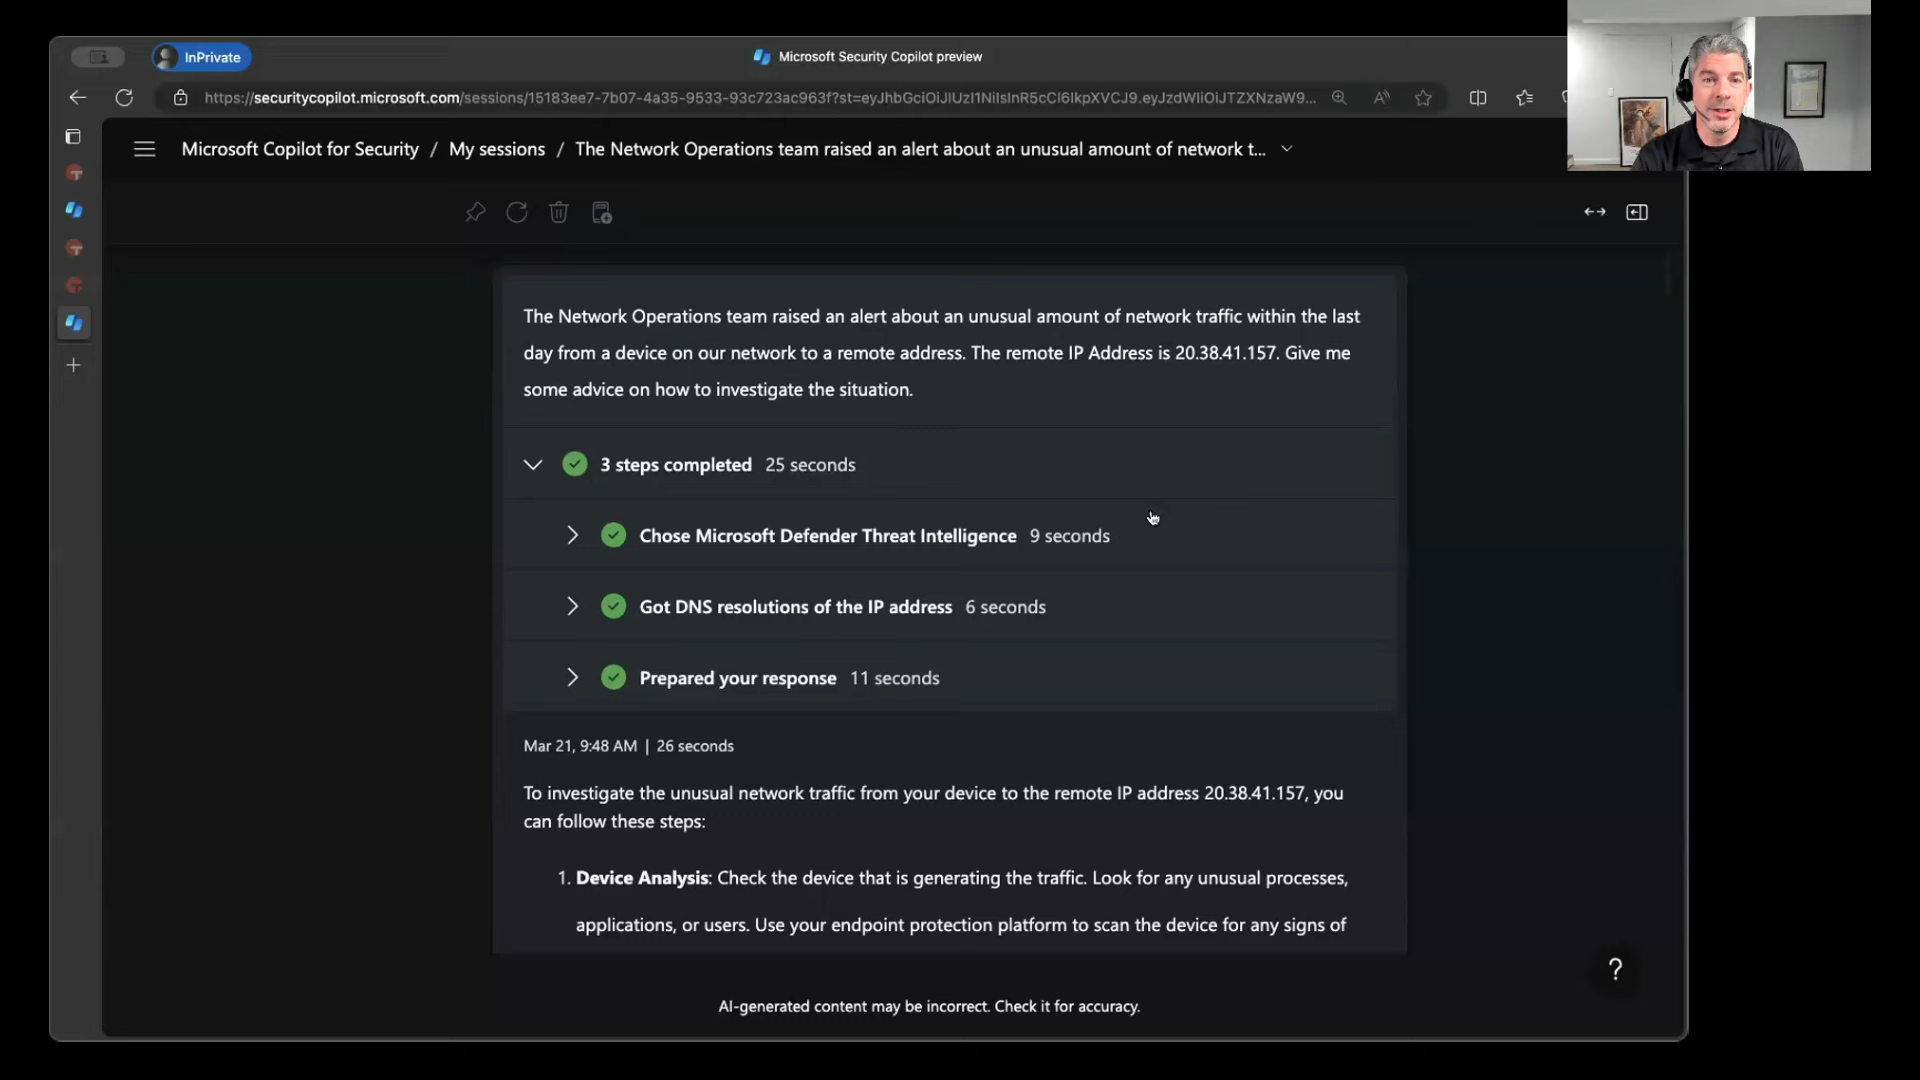 InPrivate
Microsoft Security Copilot preview
https://securitycopilot.microsoft.com/sessions/15183ee7-7b07-4a35-9533-93c723ac963f?st=eyJhbGciOiJIUzI1NiIsInR5cCI6IkpXVCJ9.eyJzdWIiOiJTZXNzaW9...
Microsoft Copilot for Security / My sessions / The Network Operations team raised an alert about an unusual amount of network t...
The Network Operations team raised an alert about an unusual amount of network traffic within the last
day from a device on our network to a remote address. The remote IP Address is 20.38.41.157. Give me
some advice on how to investigate the situation.
3 steps completed 25 seconds
Chose Microsoft Defender Threat Intelligence 9 seconds
Got DNS resolutions of the IP address 6 seconds
Prepared your response 11 seconds
Mar 21, 9:48 AM | 26 seconds
To investigate the unusual network traffic from your device to the remote IP address 20.38.41.157, you
can follow these steps:
1. Device Analysis: Check the device that is generating the traffic. Look for any unusual processes,
applications, or users. Use your endpoint protection platform to scan the device for any signs of
?
AI-generated content may be incorrect. Check it for accuracy.